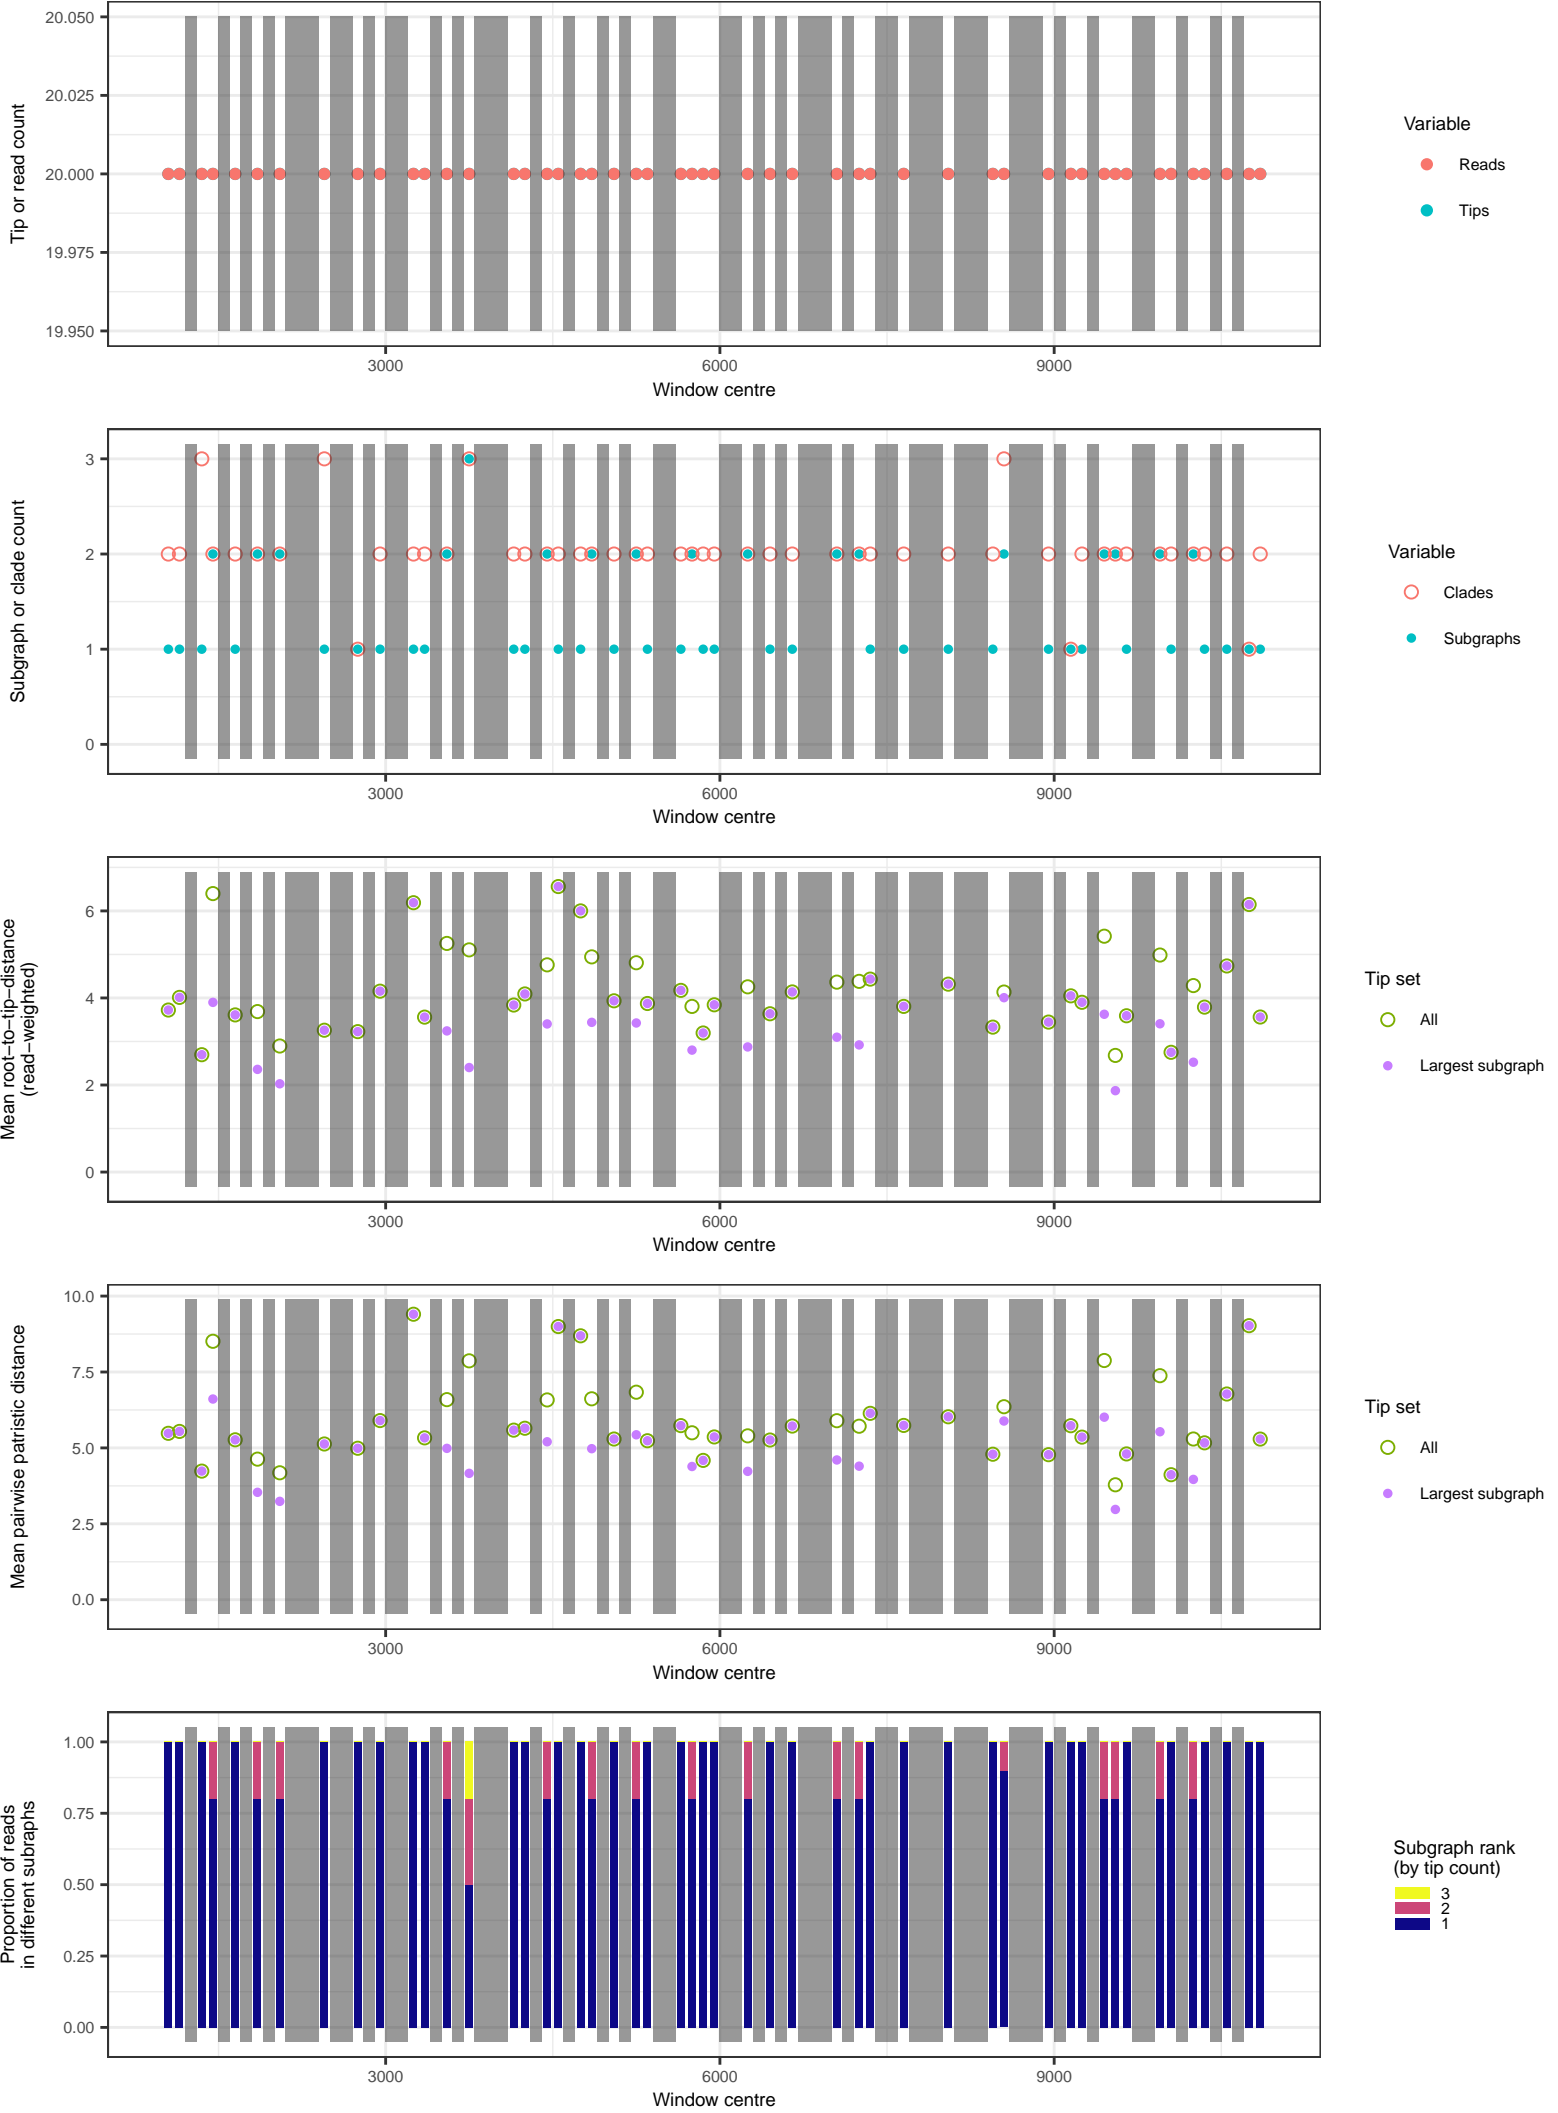 20.050
20.025
20.000
19.975
19.950
Tip or read count
3000
6000
9000
Window centre
Variable
Reads
Tips
3
2
1
0
Subgraph or clade count
3000
6000
9000
Window centre
Variable
Clades
Subgraphs
6
4
2
0
Mean root−to−tip−distance
(read−weighted)
3000
6000
9000
Window centre
Tip set
All
Largest subgraph
10.0
7.5
5.0
2.5
0.0
Mean pairwise patristic distance
3000
6000
9000
Window centre
Tip set
All
Largest subgraph
1.00
0.75
0.50
0.25
0.00
Proportion of reads
in different subraphs
3000
6000
9000
Window centre
Subgraph rank
(by tip count)
3
2
1